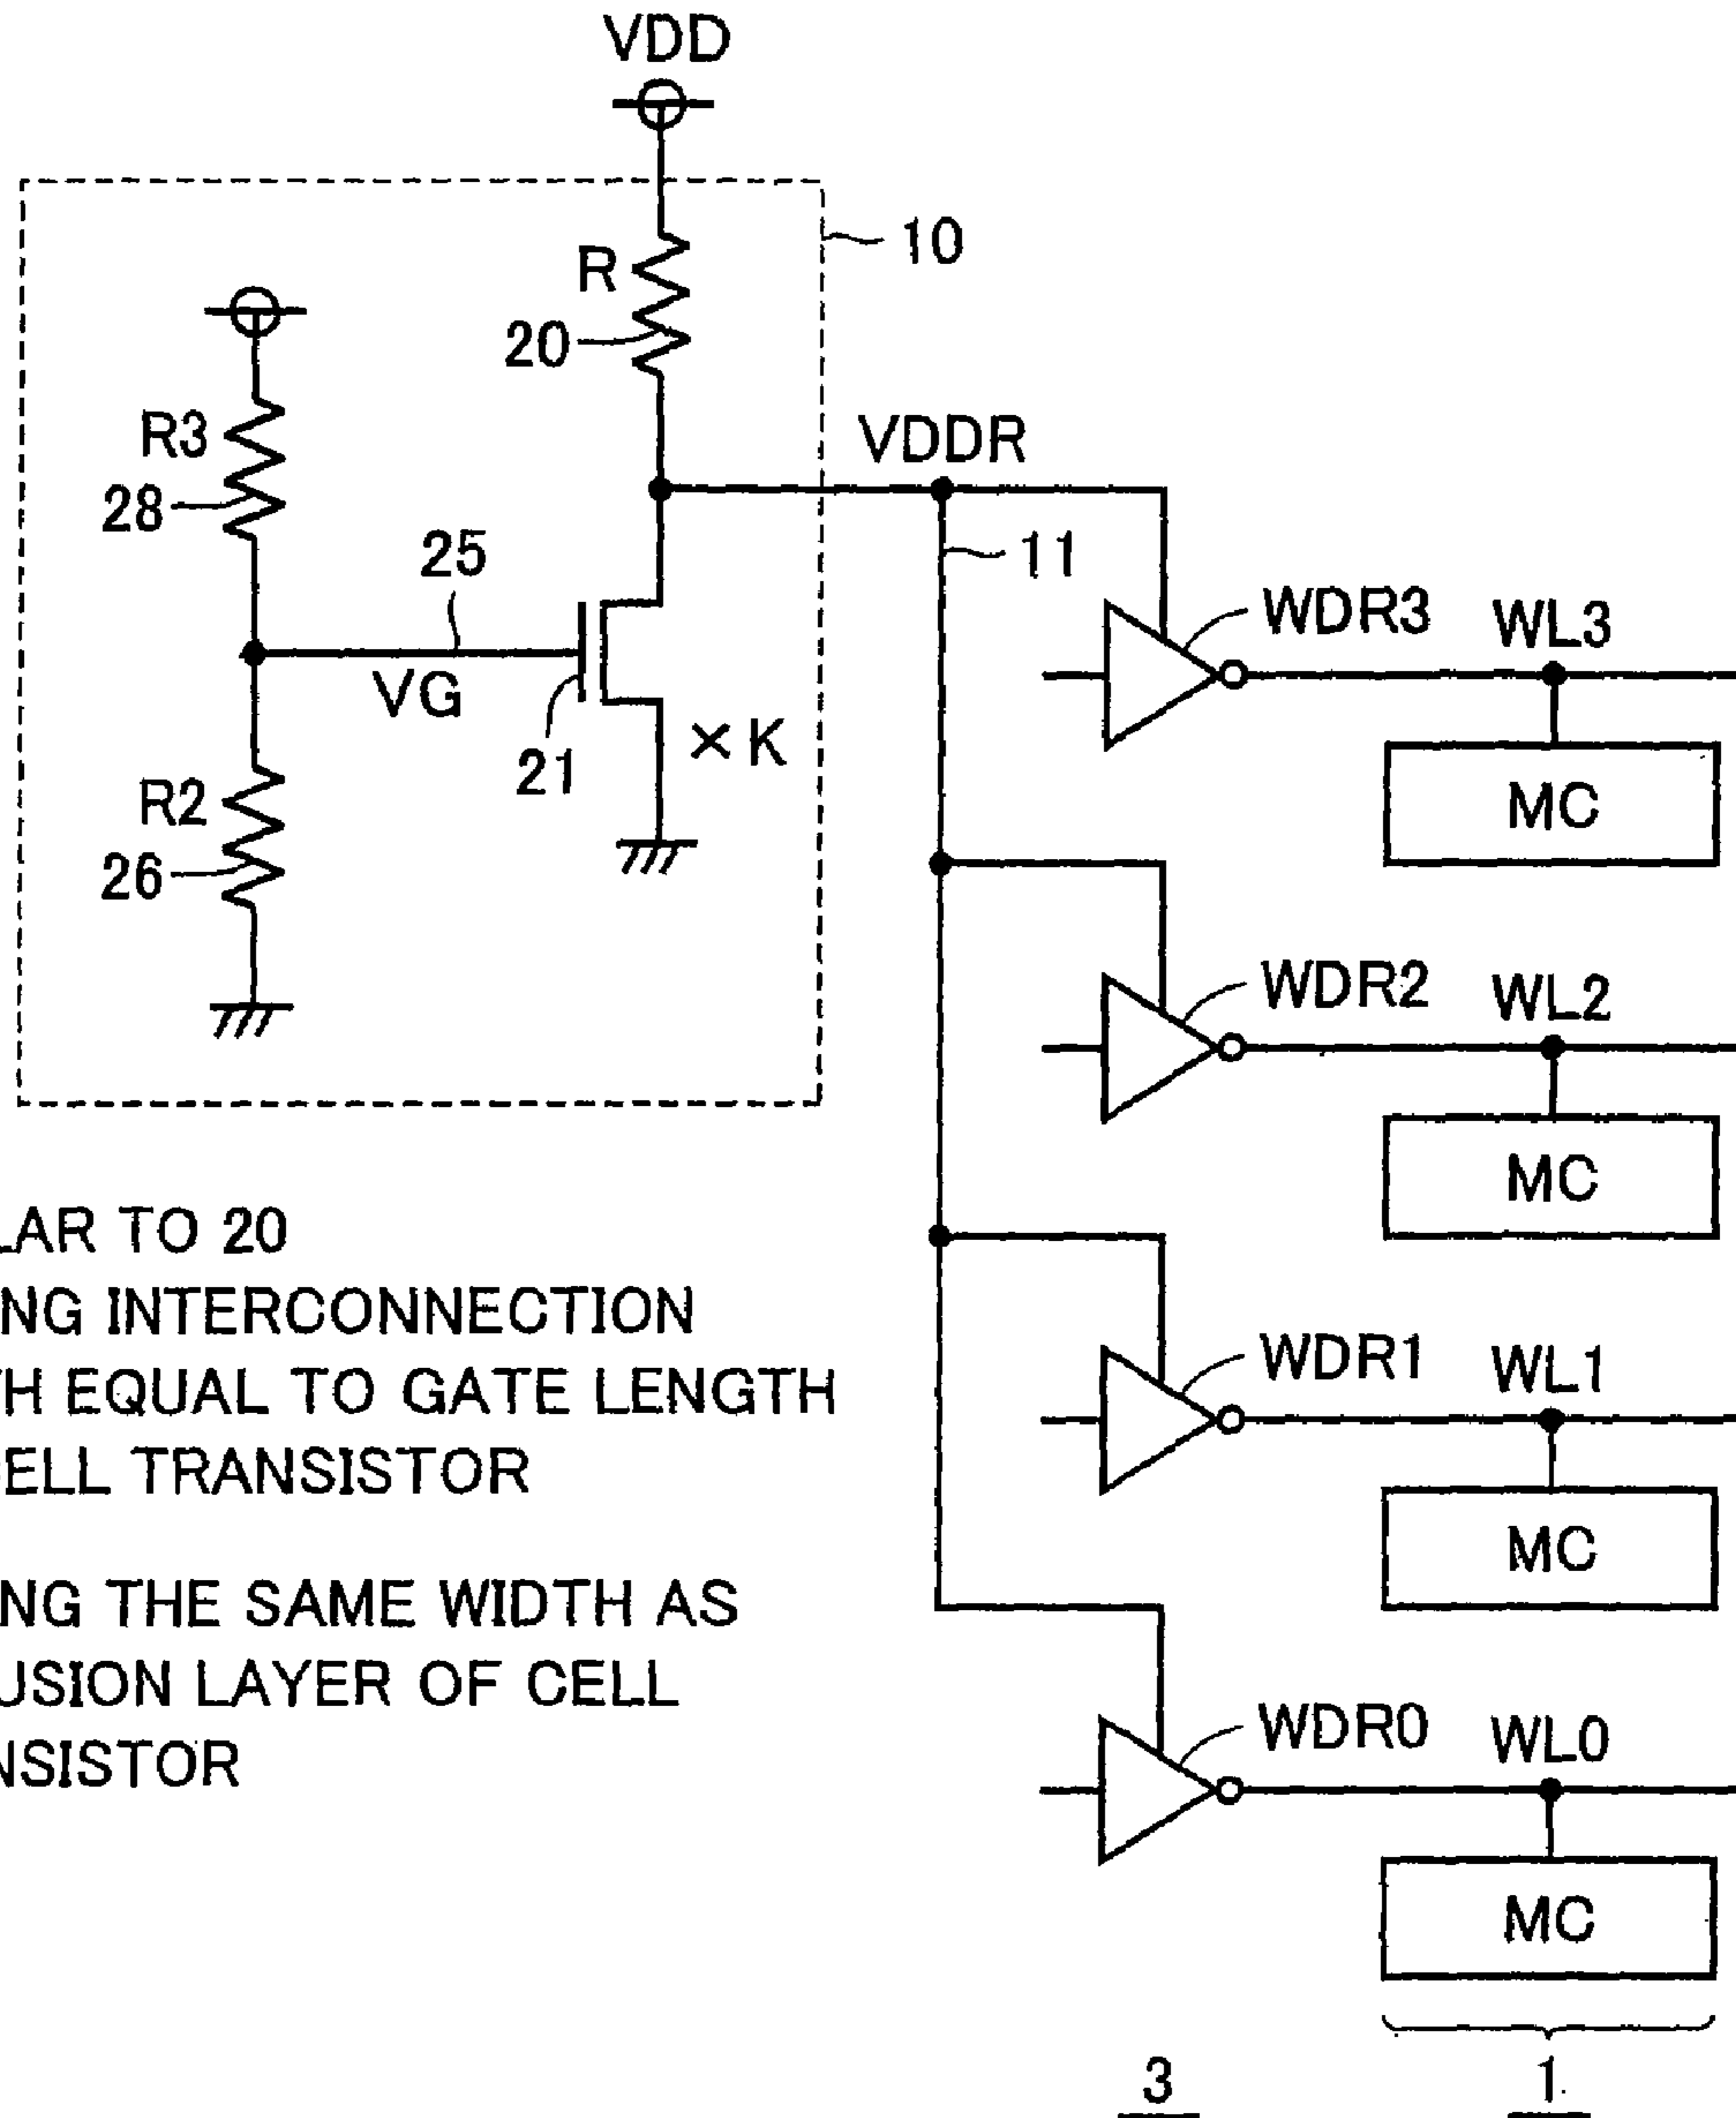 VDD
10
R
20
R3
28
VDDR
25
11
VG
21
× K
R2
26
WDR3
WL3
MC
WDR2
WL2
MC
LAR TO 20
NG INTERCONNECTION
TH EQUAL TO GATE LENGTH
ELL TRANSISTOR
WDR1
WL1
MC
NG THE SAME WIDTH AS
USION LAYER OF CELL
NSISTOR
WDR0
WL0
MC
3
1